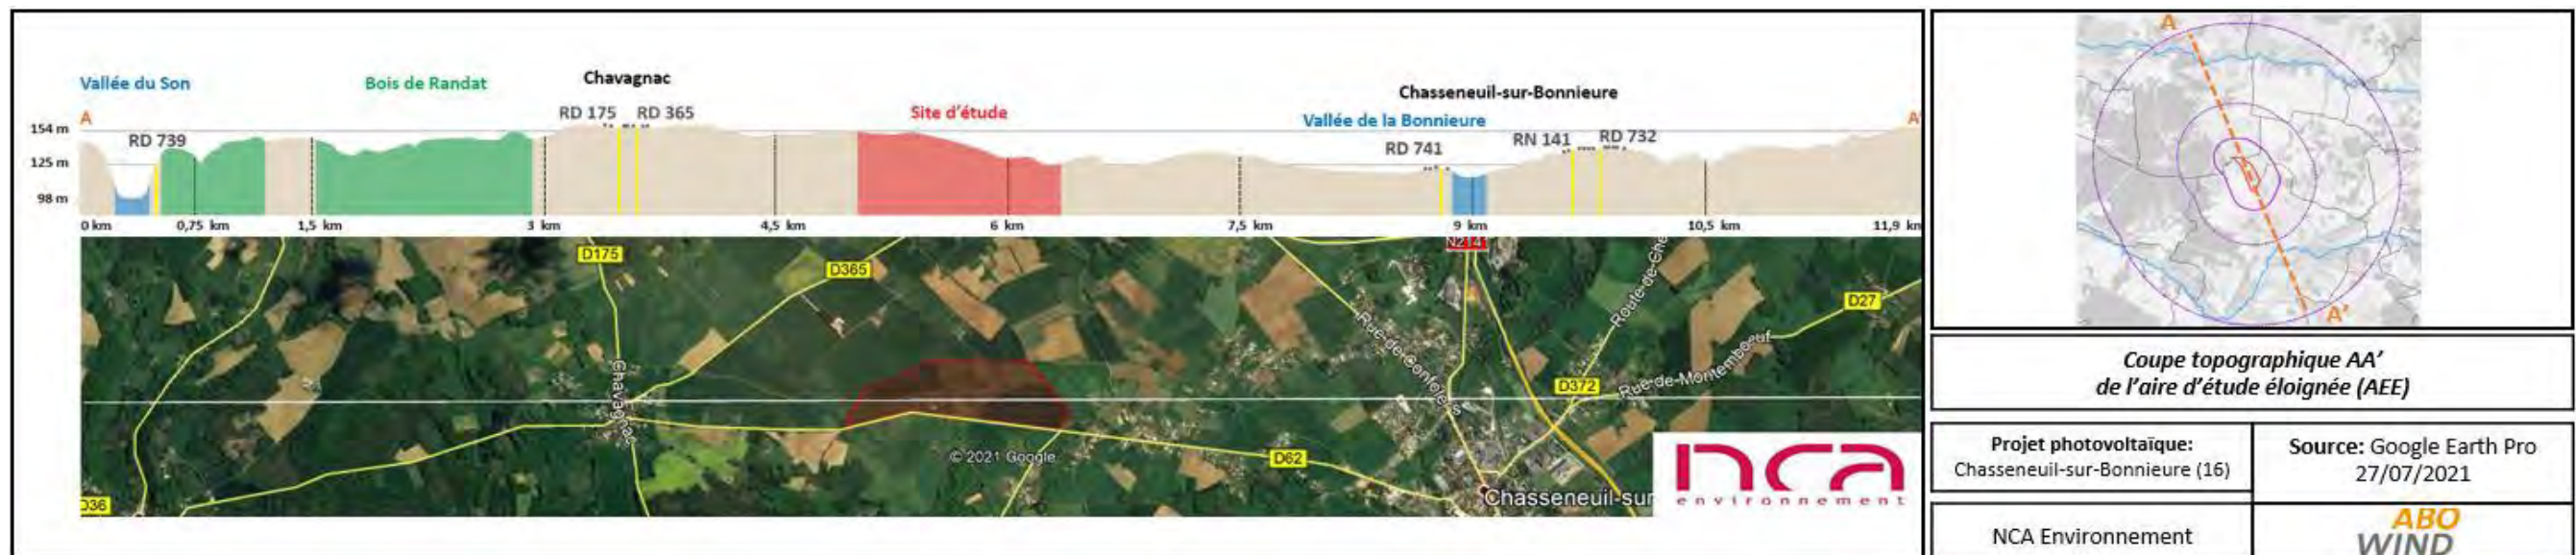 Vallée du Son
Bois de Randat
Chavagnac
Site d'étude
Chasseneuil-sur-Bonnieure
Vallée de la Bonnieure
A
RD 739
RD 175
RD 365
RD 741
RN 141
RD 732
A'
154 m
125 m
98 m
0 km
0,75 km
1,5 km
3 km
4,5 km
6 km
7,5 km
9 km
10,5 km
11,9 km
D175
D365
N214
D27
D372
D62
D36
Chavagnac
Rue-de-Confolens
Route-de-Che
Rue-de-Montembœuf
© 2021 Google
Chasseneuil-sur
nca
environnement
A
A'
Coupe topographique AA'
de l'aire d'étude éloignée (AEE)
Projet photovoltaïque:
Chasseneuil-sur-Bonnieure (16)
Source: Google Earth Pro
27/07/2021
NCA Environnement
ABO
WIND